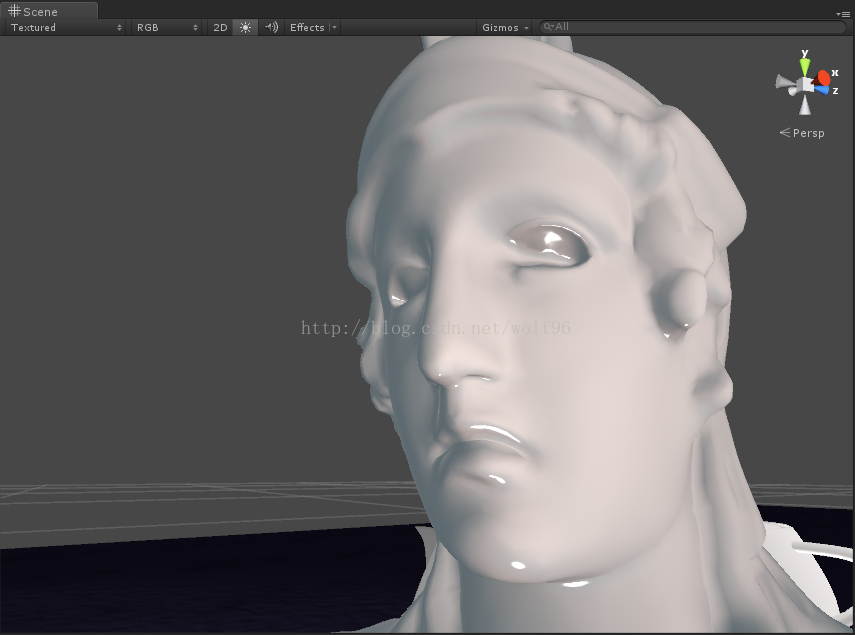 Scene
Textured RGB 2D Effects Gizmos All
y
x
z
Persp
http://blog.csdn.net/wolf96